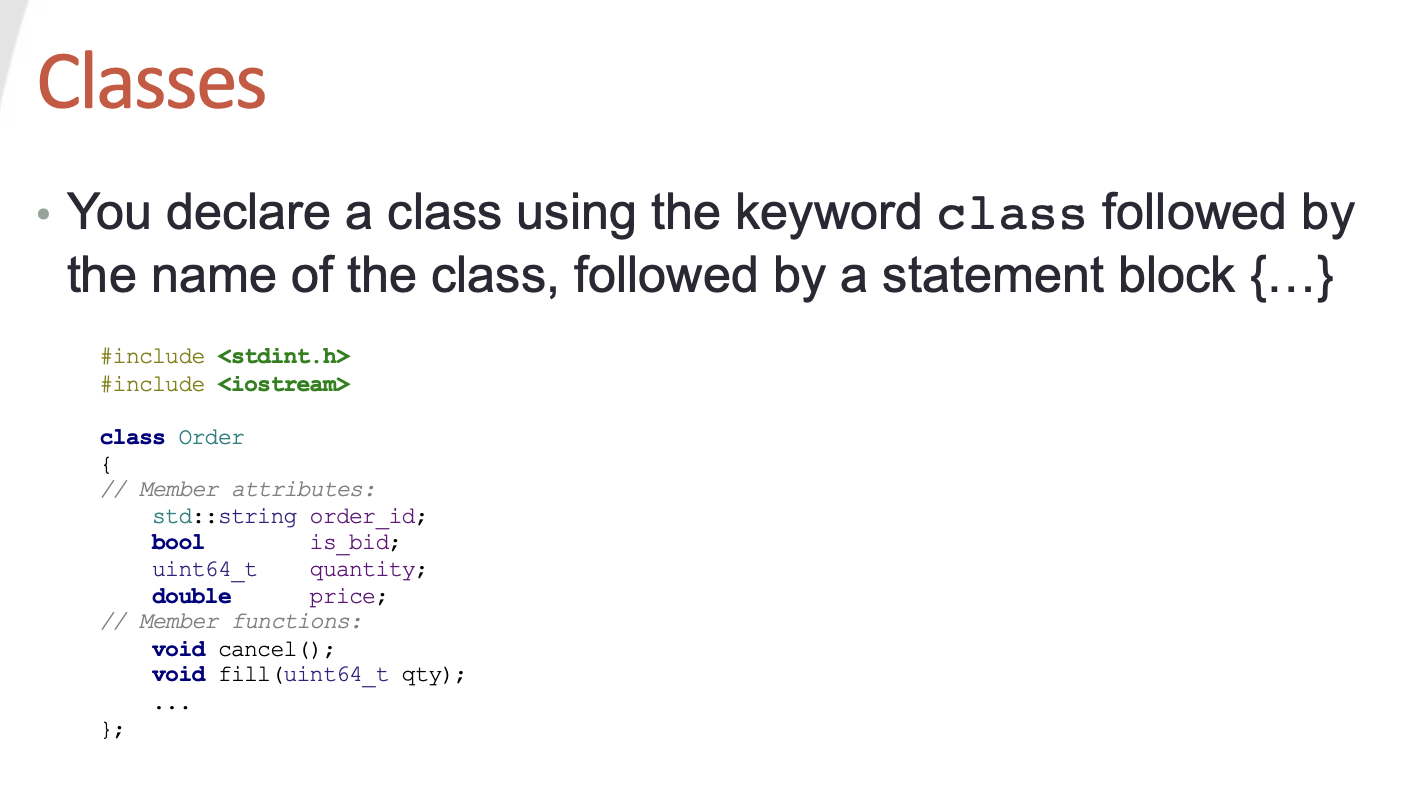 Classes
• You declare a class using the keyword class followed by
the name of the class, followed by a statement block {…}
#include <stdint.h>
#include <iostream>
class Order
{
// Member attributes:
    std::string order_id;
    bool        is_bid;
    uint64_t    quantity;
    double      price;
// Member functions:
    void cancel();
    void fill(uint64_t qty);
    ...
};